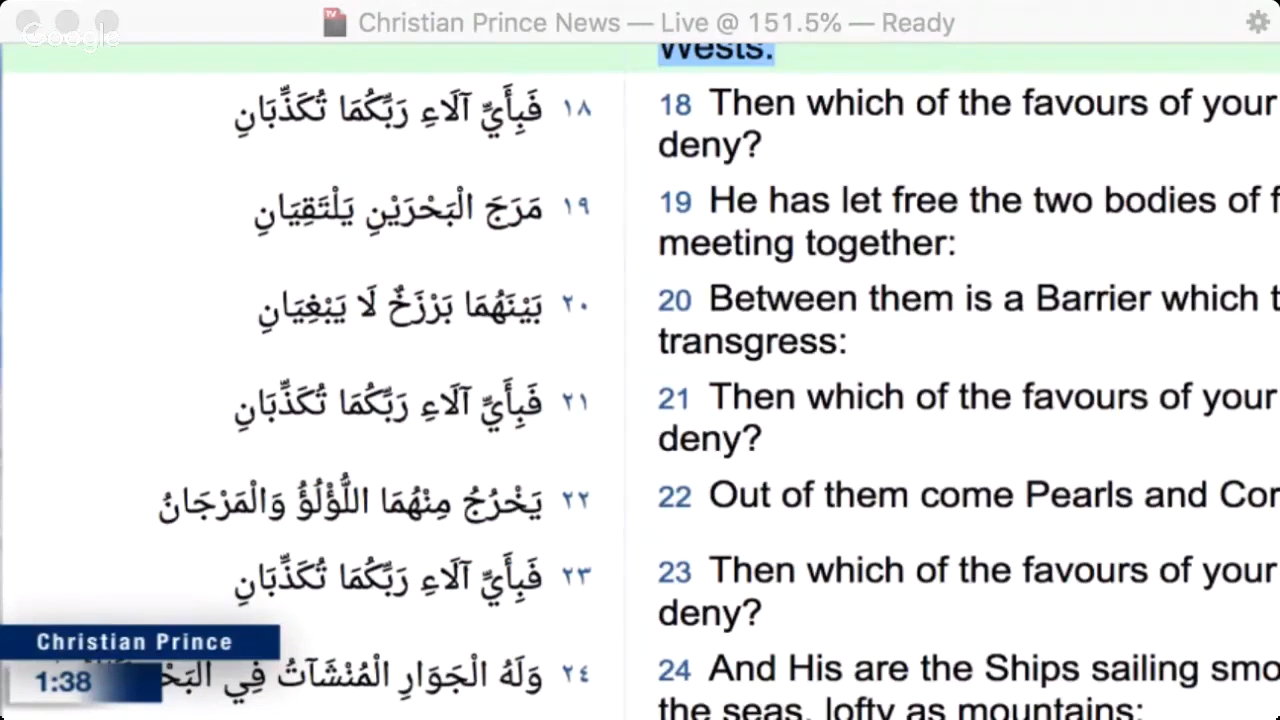 Christian Prince News — Live @ 151.5% — Ready
Google
Wests.
فَبِأَيِّ آلَاءِ رَبِّكُمَا تُكَذِّبَانِ ١٨
18 Then which of the favours of your
deny?
مَرَجَ الْبَحْرَيْنِ يَلْتَقِيَانِ ١٩
19 He has let free the two bodies of f
meeting together:
بَيْنَهُمَا بَرْزَخٌ لَا يَبْغِيَانِ ٢٠
20 Between them is a Barrier which t
transgress:
فَبِأَيِّ آلَاءِ رَبِّكُمَا تُكَذِّبَانِ ٢١
21 Then which of the favours of your
deny?
يَخْرُجُ مِنْهُمَا اللُّؤْلُؤُ وَالْمَرْجَانُ ٢٢
22 Out of them come Pearls and Cor
فَبِأَيِّ آلَاءِ رَبِّكُمَا تُكَذِّبَانِ ٢٣
23 Then which of the favours of your
deny?
وَلَهُ الْجَوَارِ الْمُنْشَآتُ فِي ٢٤
24 And His are the Ships sailing smo
the seas, lofty as mountains:
Christian Prince
1:38